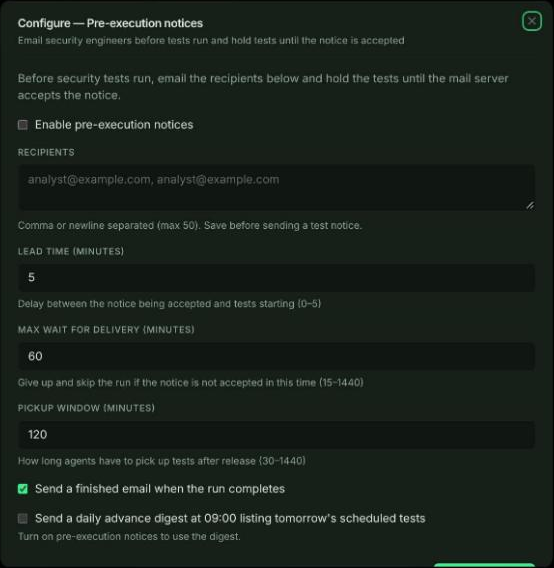 Configure — Pre-execution notices
Email security engineers before tests run and hold tests until the notice is accepted
Before security tests run, email the recipients below and hold the tests until the mail server
accepts the notice.
Enable pre-execution notices
RECIPIENTS
analyst@example.com, analyst@example.com
Comma or newline separated (max 50). Save before sending a test notice.
LEAD TIME (MINUTES)
5
Delay between the notice being accepted and tests starting (0–5)
MAX WAIT FOR DELIVERY (MINUTES)
60
Give up and skip the run if the notice is not accepted in this time (15–1440)
PICKUP WINDOW (MINUTES)
120
How long agents have to pick up tests after release (30–1440)
Send a finished email when the run completes
Send a daily advance digest at 09:00 listing tomorrow's scheduled tests
Turn on pre-execution notices to use the digest.